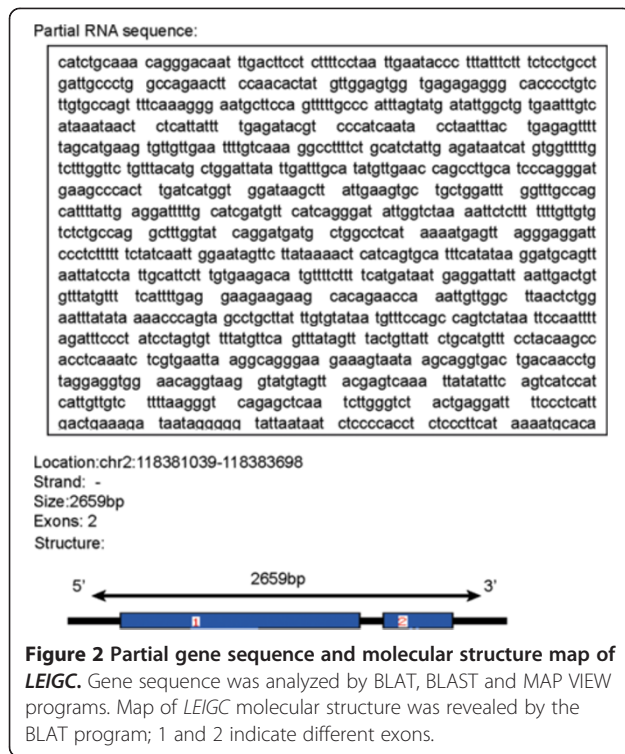 Partial RNA sequence:
catctgcaaa cagggacaat ttgacttcct cttttcctaa ttgaataccc tttatttctt tctcctgcct
gattgccctg gccagaactt ccaacactat gttggagtgg tgagagaggg cacccctgtc
ttgtgccagt tttcaaaggg aatgcttcca gtttttgccc atttagtatg atattggctg tgaatttgtc
ataaataact ctcattattt tgagatacgt cccatcaata cctaatttac tgagagtttt
tagcatgaag tgttgttgaa ttttgtcaaa ggccttttct gcatctattg agataatcat gtggtttttg
tctttggttc tgtttacatg ctggattata ttgatttgca tatgttgaac cagccttgca tcccagggat
gaagcccact tgatcatggt ggataagctt attgaagtgc tgctggattt ggtttgccag
cattttattg aggatttttg catcgatgtt catcagggat attggtctaa aattctcttt ttttgttgtg
tctctgccag gctttggtat caggatgatg ctggcctcat aaaatgagtt agggaggatt
ccctcttttt tctatcaatt ggaatagttc ttataaaact catcagtgca tttcatataa ggatgcagtt
aattatccta ttgcattctt tgtgaagaca tgttttcttt tcatgataat gaggattatt aattgactgt
gtttatgttt tcattttgag gaagaagaag cacagaacca aattgttggc ttaactctgg
aatttatata aaacccagta gcctgcttat ttgtgtataa tgtttccagc cagtctataa ttccaatttt
agatttccct atcctagtgt tttatgttca gtttatagtt tactgttatt ctgcatgttt cctacaagcc
acctcaaatc tcgtgaatta aggcagggaa gaaagtaata agcaggtgac tgacaacctg
taggaggtgg aacaggtaag gtatgtagtt acgagtcaaa ttatatattc agtcatccat
cattgttgtc ttttaagggt cagagctcaa tcttgggtct actgaggatt ttccctcatt
gactgaaaga taataggggg tattaataat ctccccacct ctcccttcat aaaatgcaca
Location:chr2:118381039-118383698
Strand: -
Size:2659bp
Exons: 2
Structure:
5' 2659bp 3'
1 2
Figure 2 Partial gene sequence and molecular structure map of
LEIGC. Gene sequence was analyzed by BLAT, BLAST and MAP VIEW
programs. Map of LEIGC molecular structure was revealed by the
BLAT program; 1 and 2 indicate different exons.